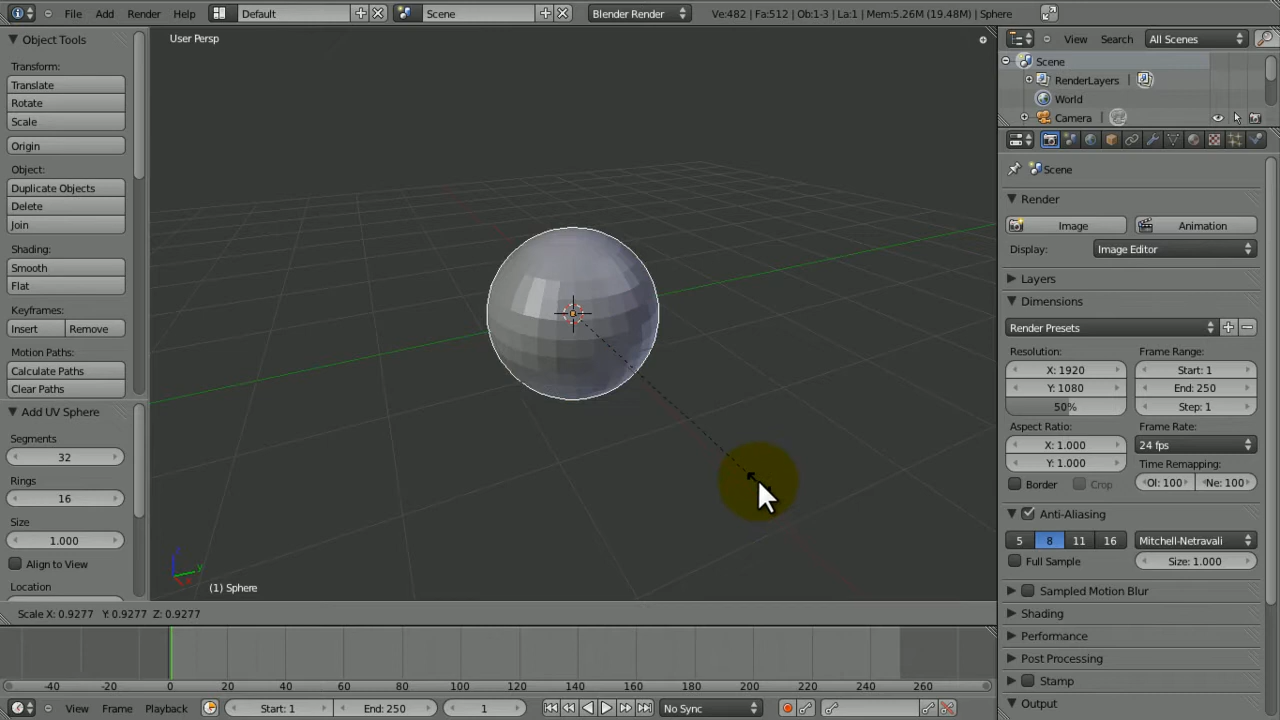 File Add Render Help Default Scene Blender Render Ve:482 | Fa:512 | Ob:1-3 | La:1 | Mem:5.26M (19.48M) | Sphere
Object Tools
Transform:
Translate
Rotate
Scale
Origin
Object:
Duplicate Objects
Delete
Join
Shading:
Smooth
Flat
Keyframes:
Insert Remove
Motion Paths:
Calculate Paths
Clear Paths
Add UV Sphere
Segments
32
Rings
16
Size
1.000
Align to View
Location
User Persp
(1) Sphere
Scale X: 0.9277 Y: 0.9277 Z: 0.9277
View Search All Scenes
Scene
RenderLayers
World
Camera
Scene
Render
Image Animation
Display: Image Editor
Layers
Dimensions
Render Presets
Resolution: Frame Range:
X: 1920 Start: 1
Y: 1080 End: 250
50% Step: 1
Aspect Ratio: Frame Rate:
X: 1.000 24 fps
Y: 1.000 Time Remapping:
Border Crop Ol: 100 Ne: 100
Anti-Aliasing
5 8 11 16 Mitchell-Netravali
Full Sample Size: 1.000
Sampled Motion Blur
Shading
Performance
Post Processing
Stamp
Output
-40 -20 0 20 40 60 80 100 120 140 160 180 200 220 240 260
View Frame Playback Start: 1 End: 250 1 No Sync